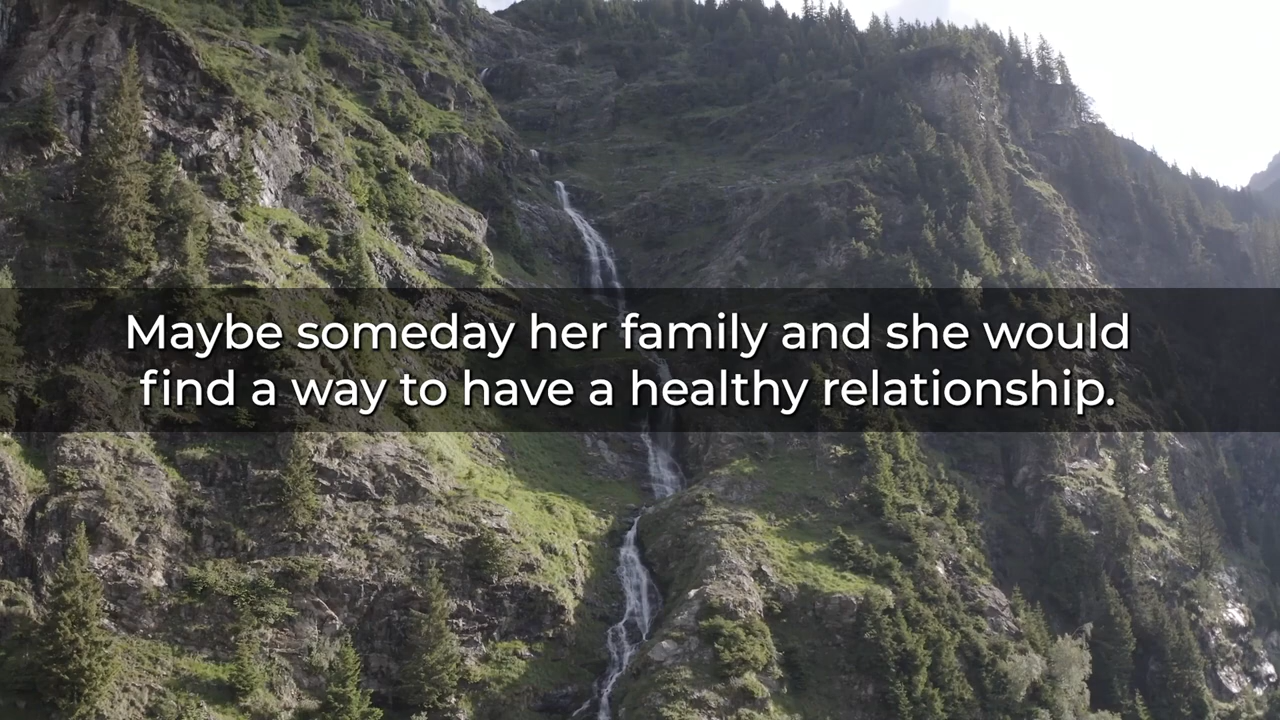 Maybe someday her family and she would
find a way to have a healthy relationship.